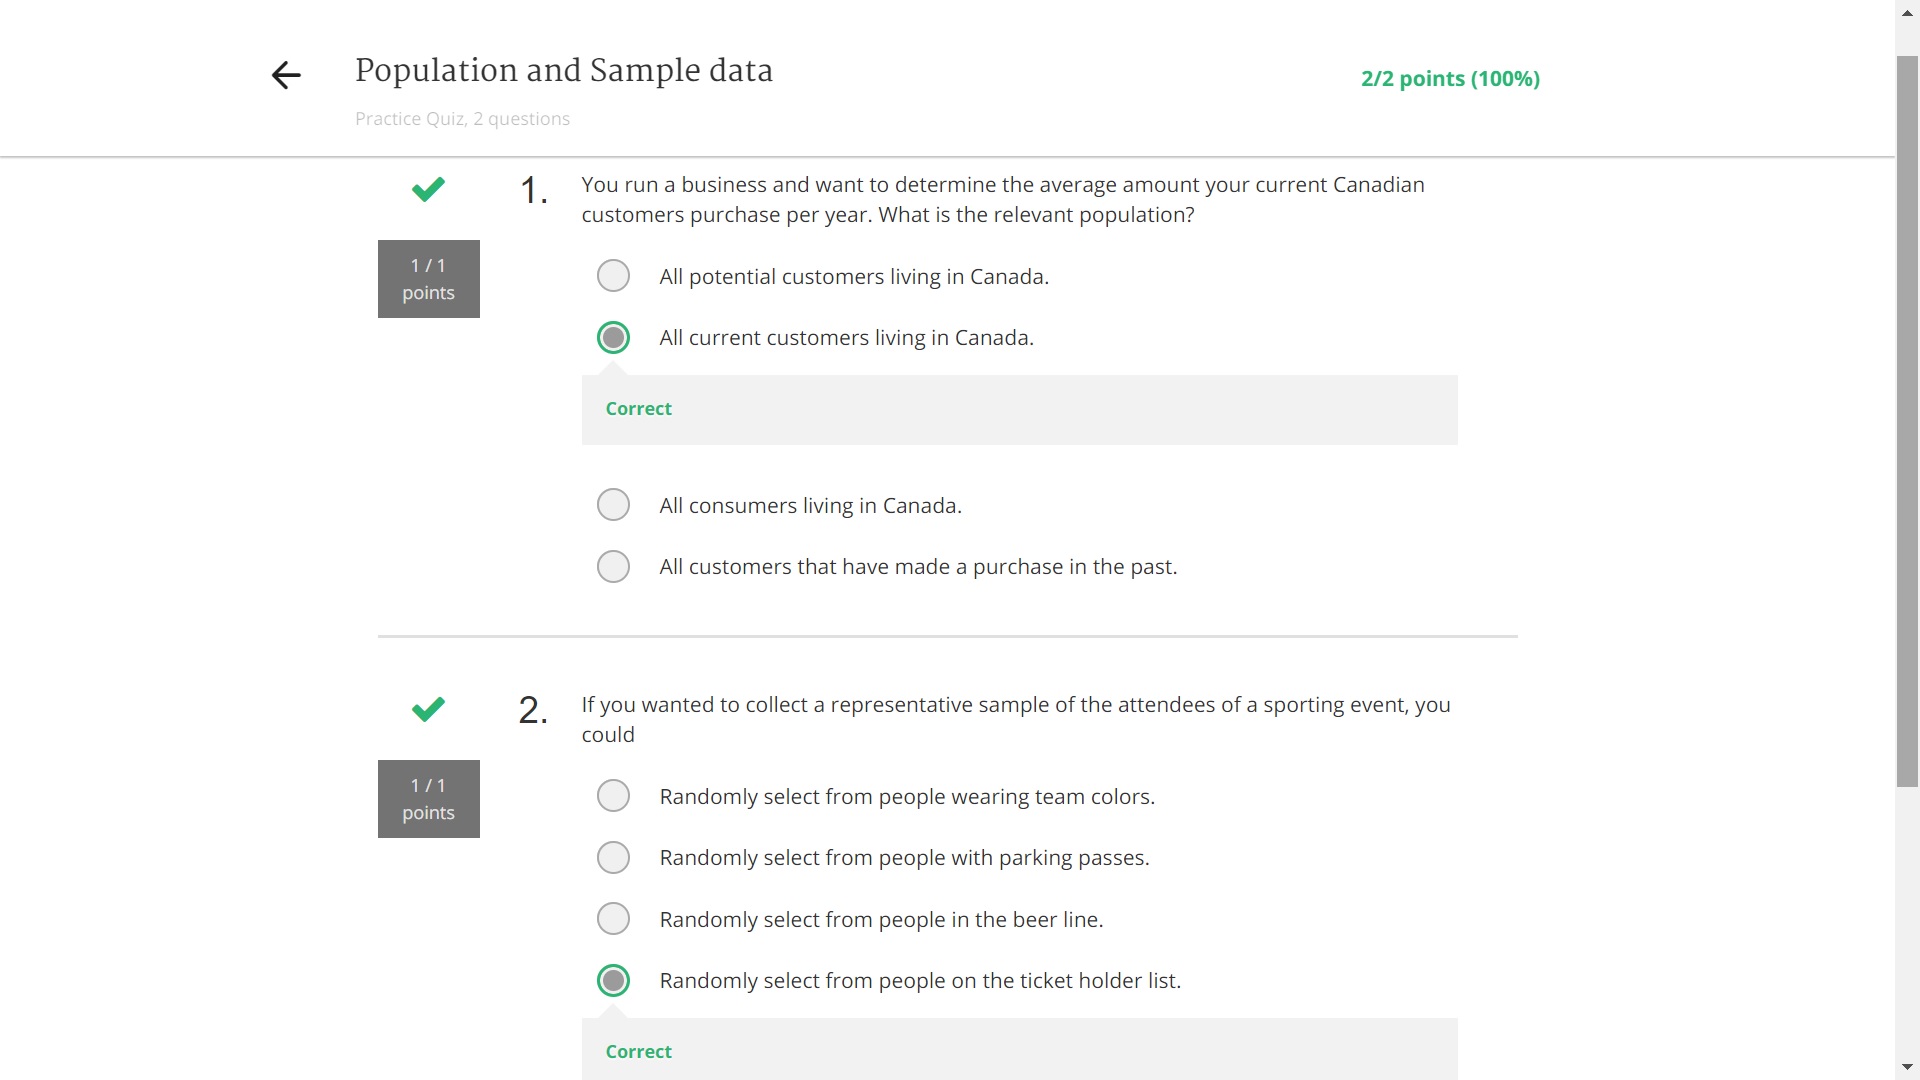 Population and Sample data
2/2 points (100%)
Practice Quiz, 2 questions
1 / 1
points
1.
You run a business and want to determine the average amount your current Canadian
customers purchase per year. What is the relevant population?
All potential customers living in Canada.
All current customers living in Canada.
Correct
All consumers living in Canada.
All customers that have made a purchase in the past.
1 / 1
points
2.
If you wanted to collect a representative sample of the attendees of a sporting event, you
could
Randomly select from people wearing team colors.
Randomly select from people with parking passes.
Randomly select from people in the beer line.
Randomly select from people on the ticket holder list.
Correct